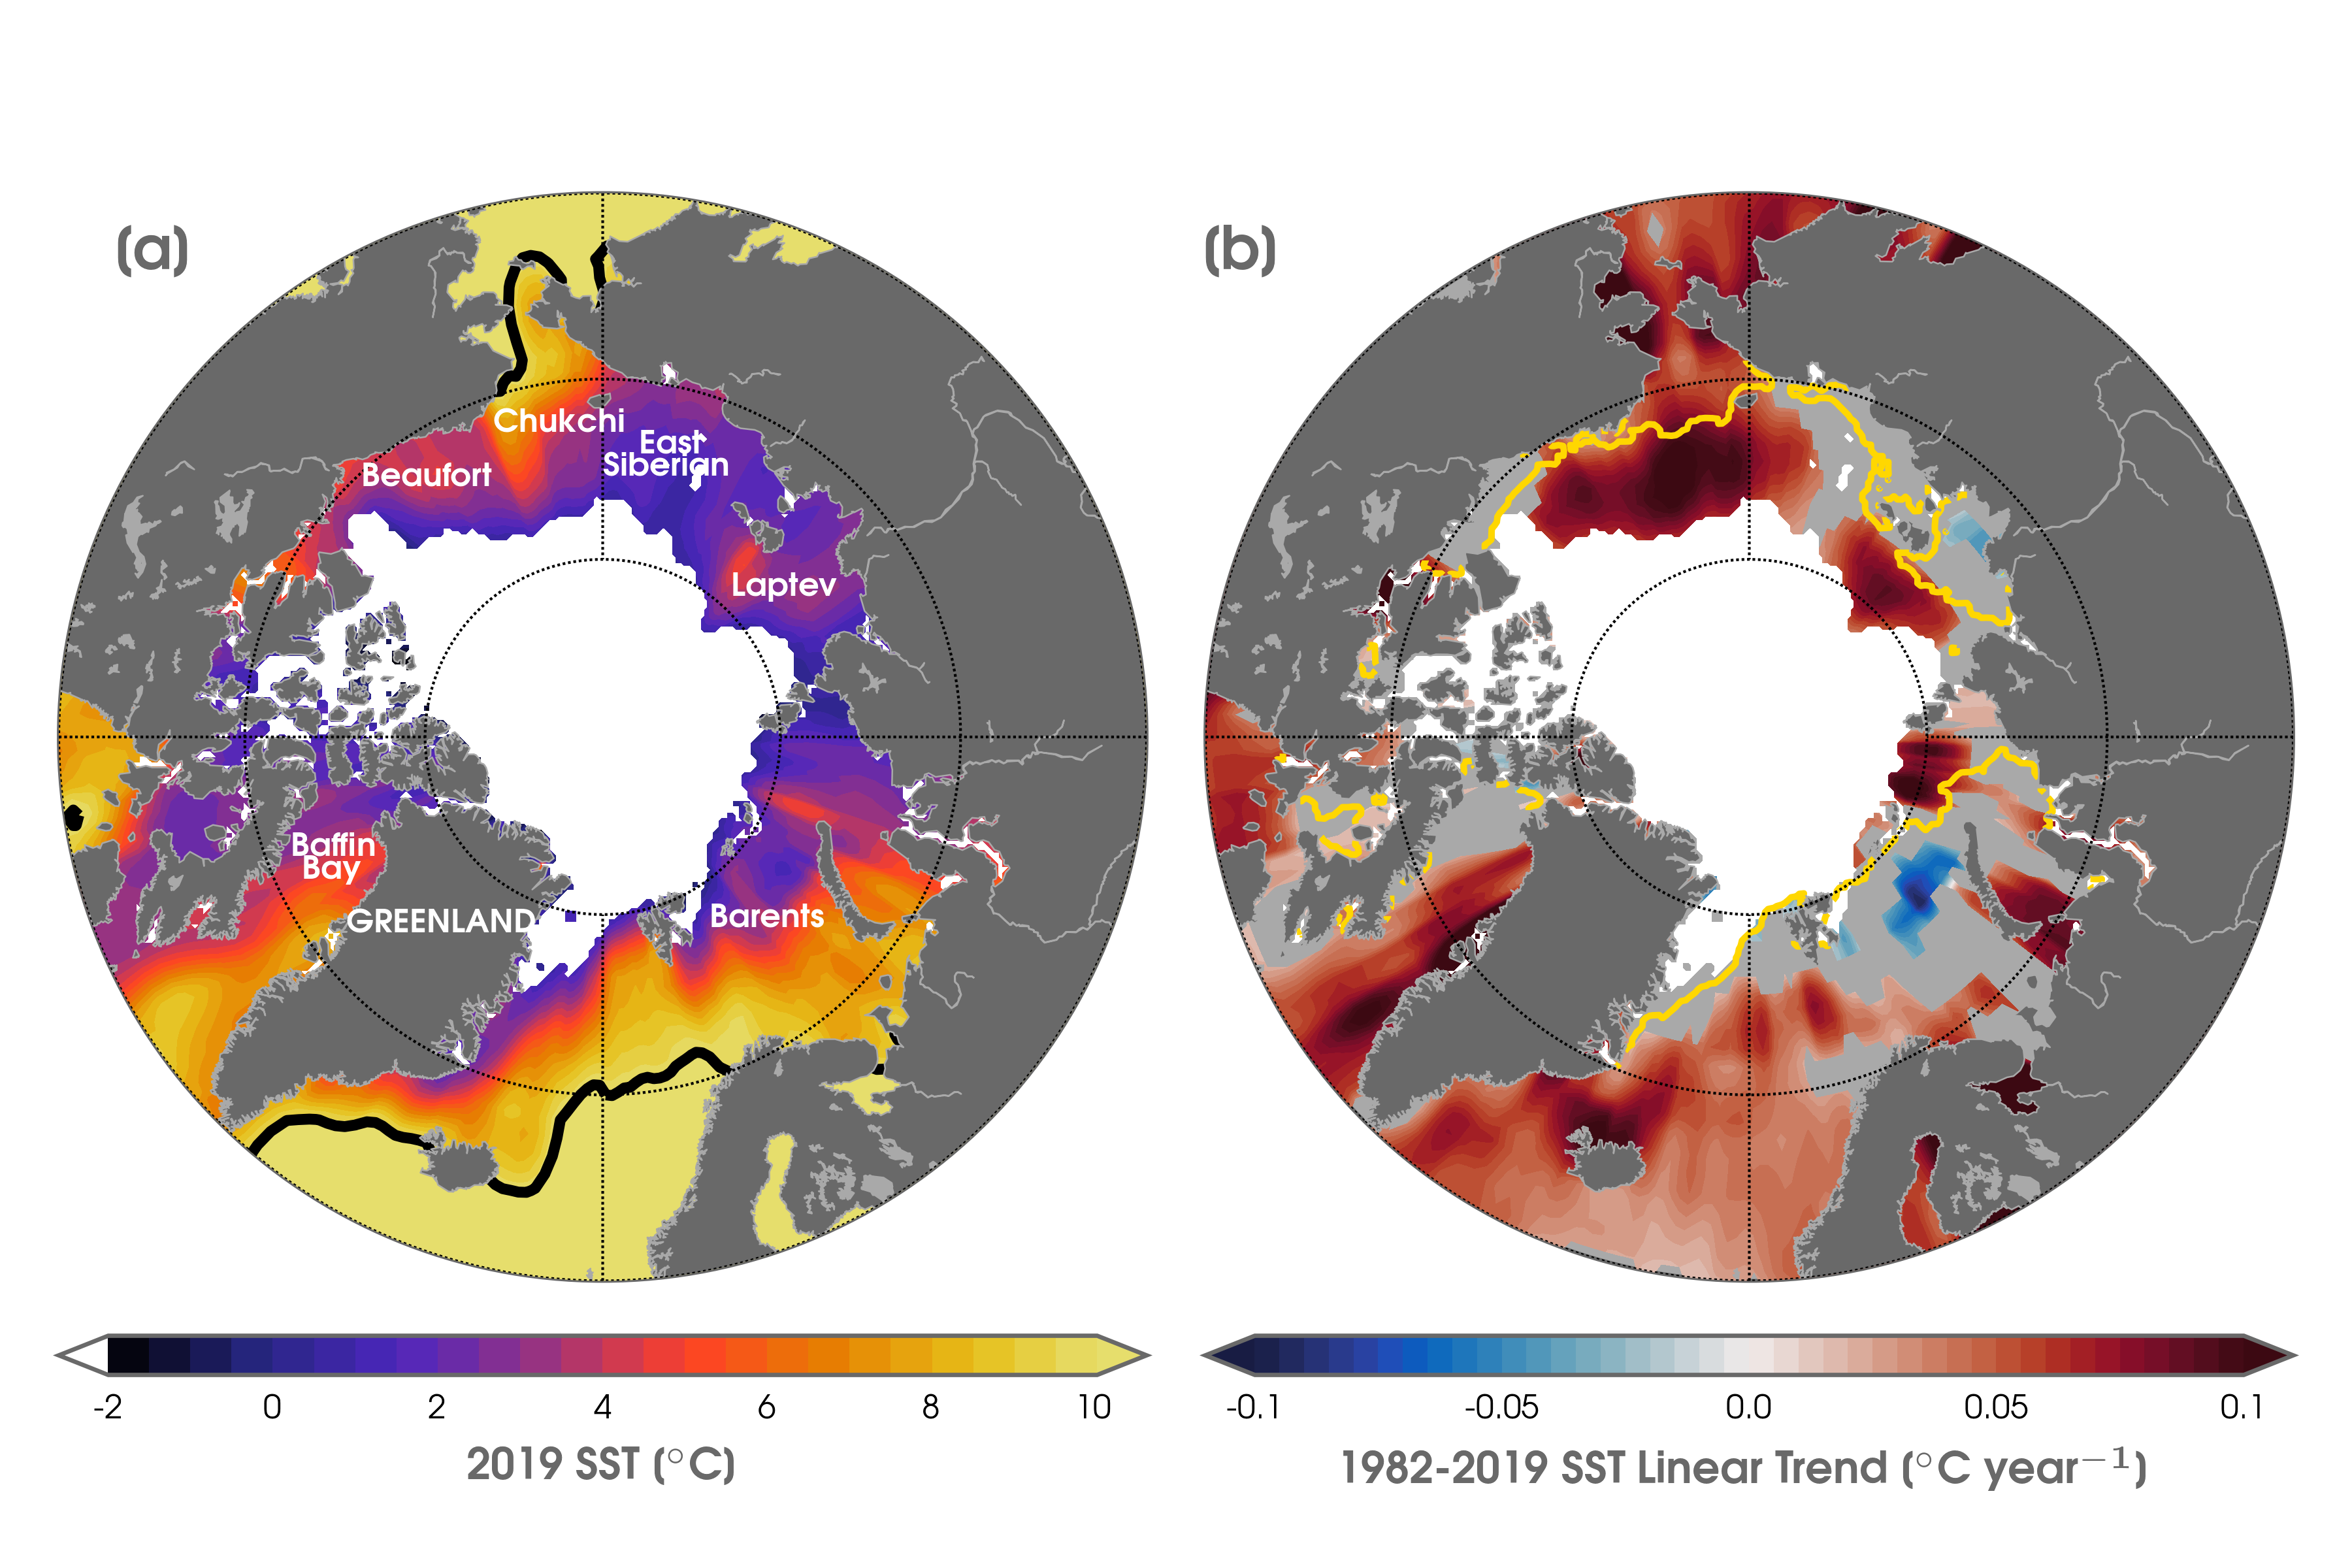 (a)
(b)
Chukchi
East
Siberian
Beaufort
Laptev
Baffin
Bay
GREENLAND
Barents
-2 0 2 4 6 8 10
2019 SST (°C)
-0.1 -0.05 0.0 0.05 0.1
1982-2019 SST Linear Trend (°C year⁻¹)